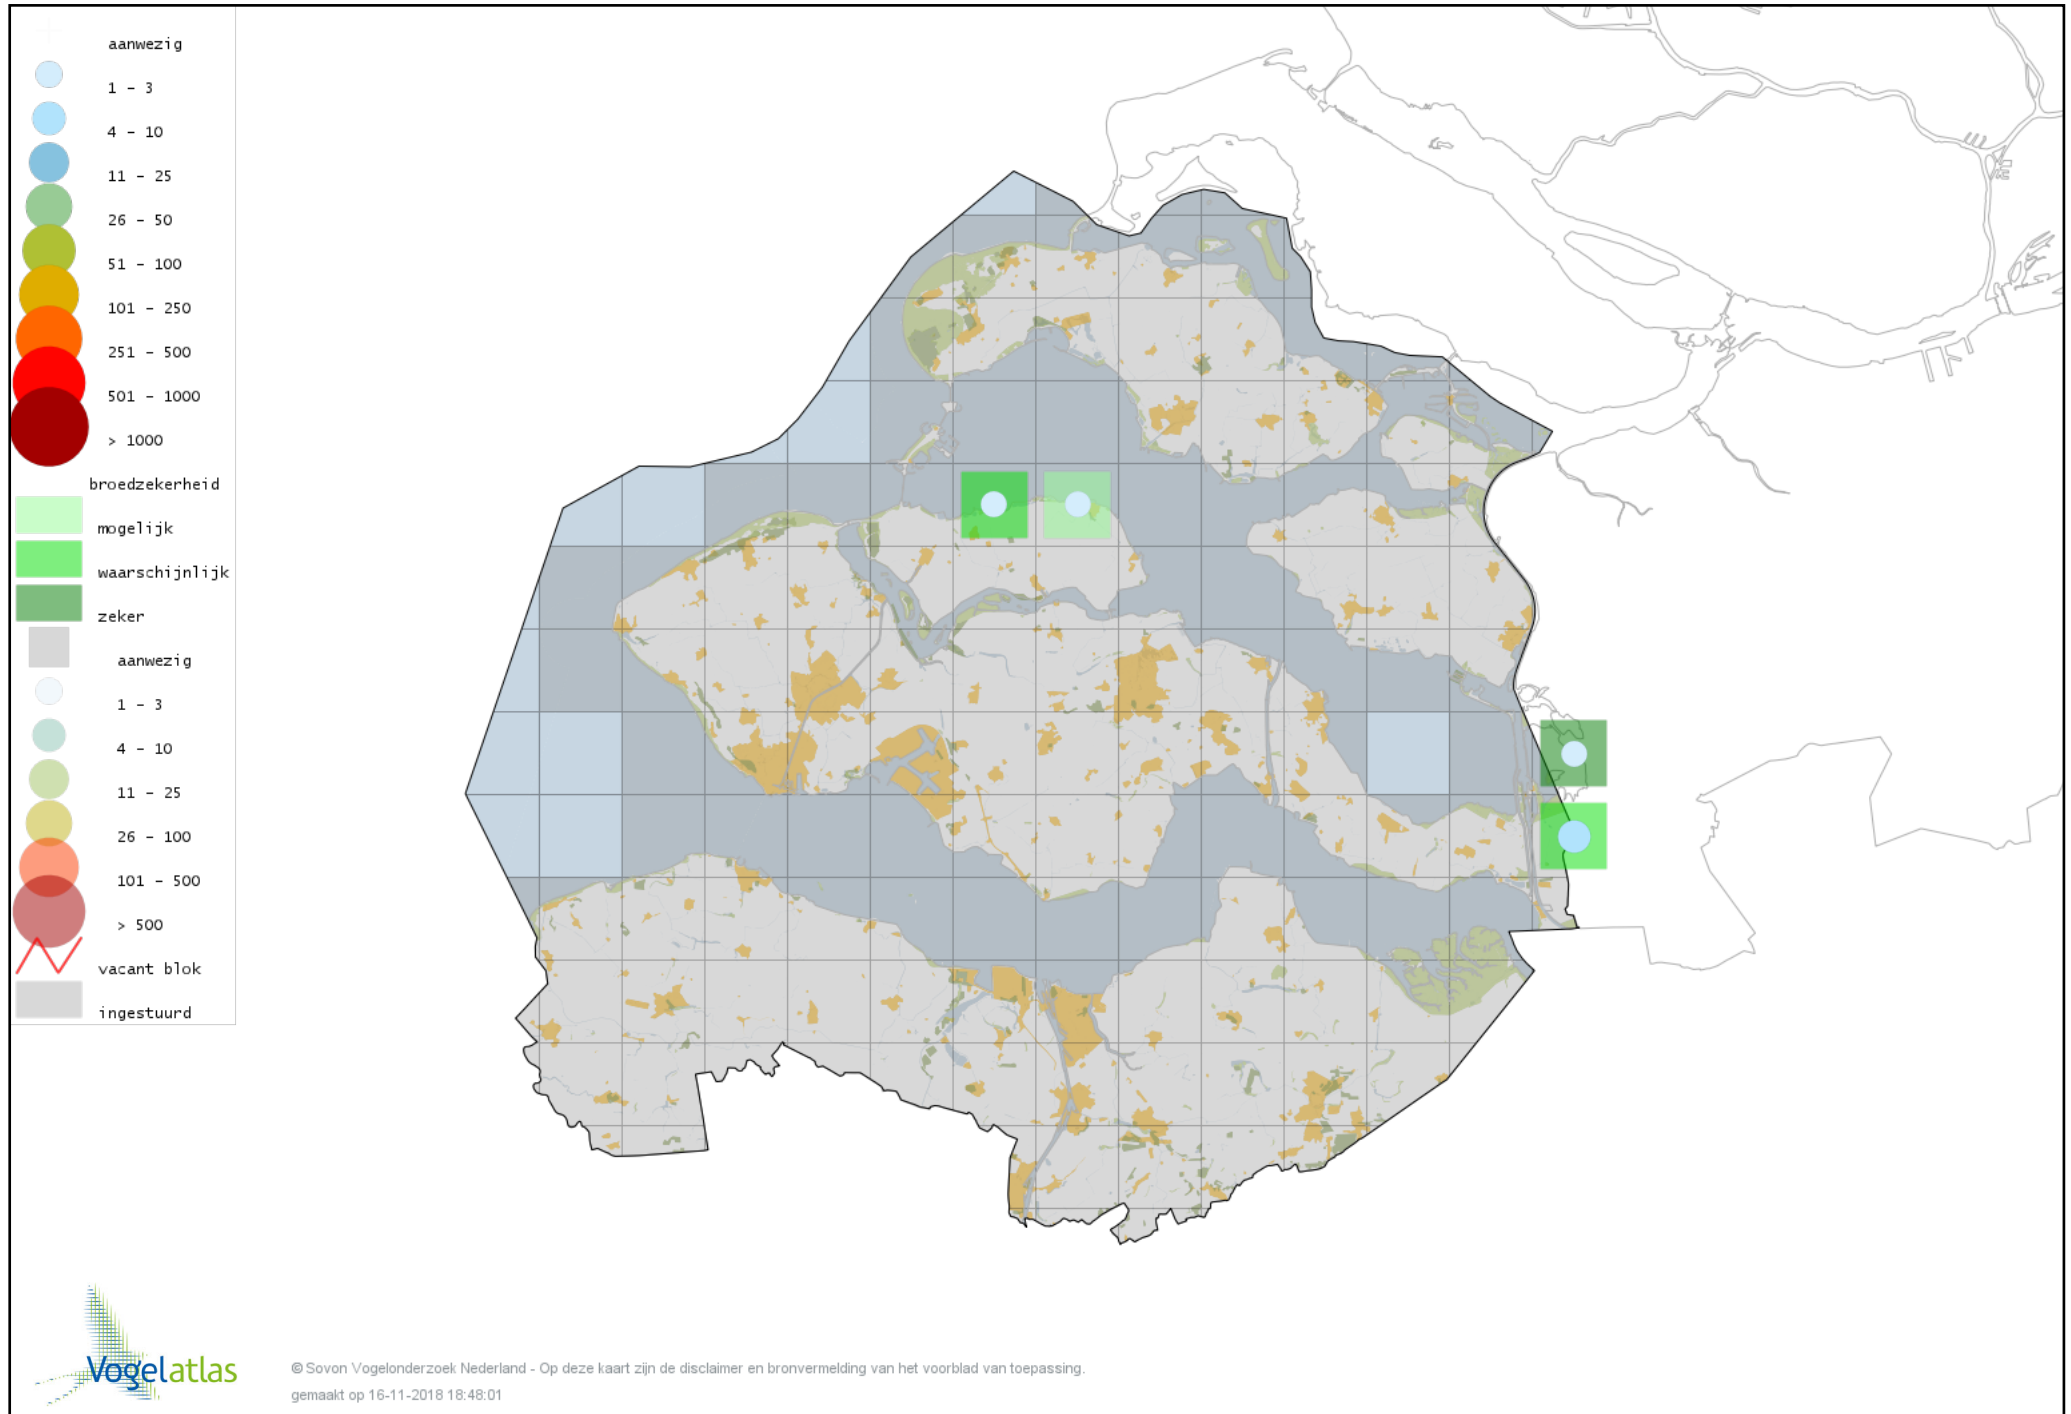 aanwezig
1 - 3
4 - 10
11 - 25
26 - 50
51 - 100
101 - 250
251 - 500
501 - 1000
> 1000
broedzekerheid
mogelijk
waarschijnlijk
zeker
aanwezig
1 - 3
4 - 10
11 - 25
26 - 100
101 - 500
> 500
vacant blok
ingestuurd
Vogelatlas
© Sovon Vogelonderzoek Nederland - Op deze kaart zijn de disclaimer en bronvermelding van het voorblad van toepassing.
gemaakt op 16-11-2018 18:48:01